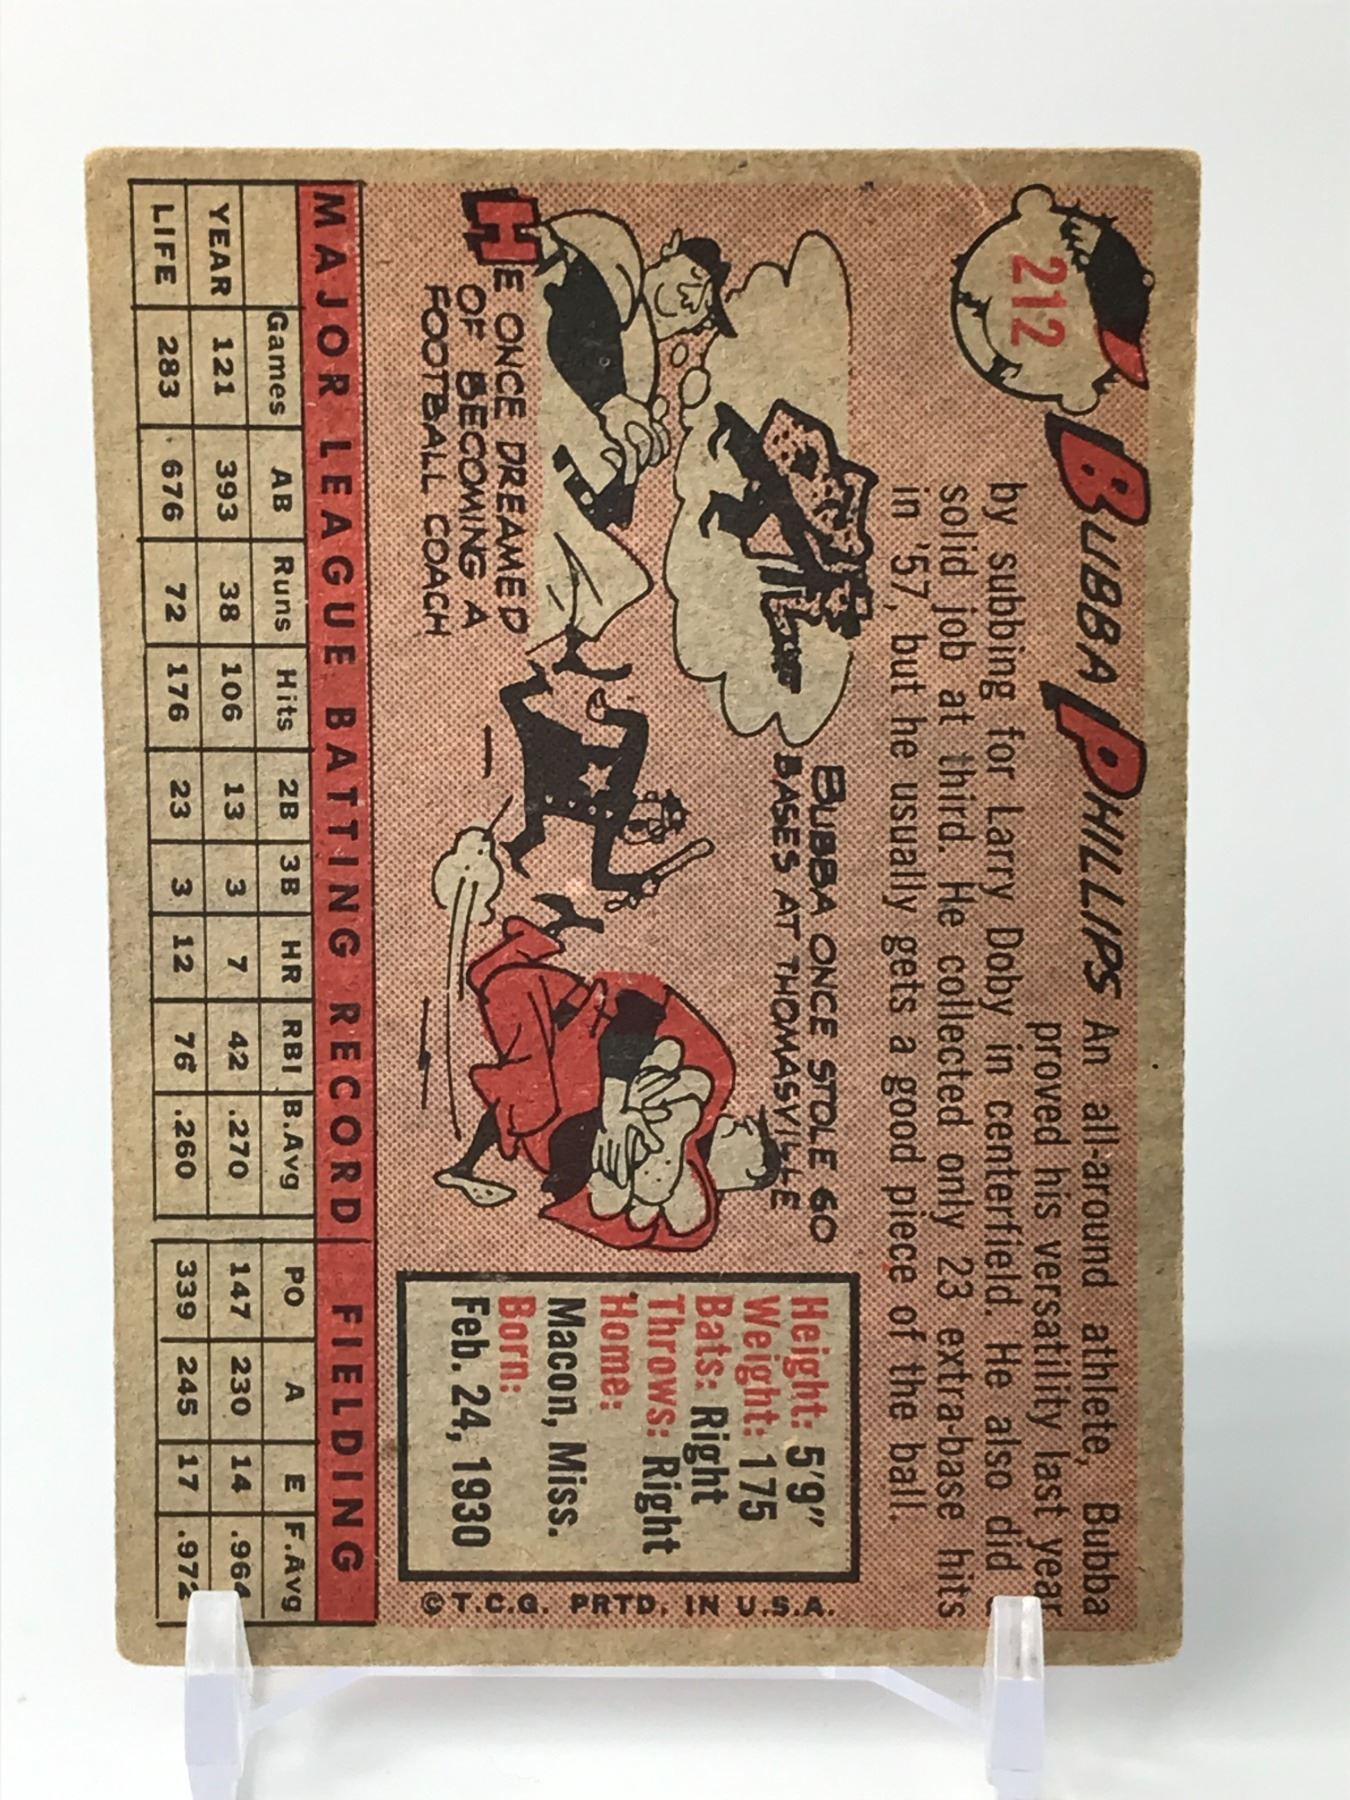 212
BUBBA PHILLIPS An all-around athlete, Bubba
proved his versatility last year
by subbing for Larry Doby in centerfield. He also did
solid job at third. He collected only 23 extra-base hits
in '57, but he usually gets a good piece of the ball.
BUBBA ONCE STOLE 60
BASES AT THOMASVILLE
HE ONCE DREAMED
OF BECOMING A
FOOTBALL COACH
Height: 5'9"
Weight: 175
Bats: Right
Throws: Right
Home:
Macon, Miss.
Born:
Feb. 24, 1930
©T.C.G. PRTD. IN U.S.A.
MAJOR LEAGUE BATTING RECORD FIELDING
Games AB Runs Hits 2B 3B HR RBI B.Avg PO A E F.Avg
YEAR 121 393 38 106 13 3 7 42 .270 147 230 14 .964
LIFE 283 676 72 176 23 3 12 76 .260 339 245 17 .972